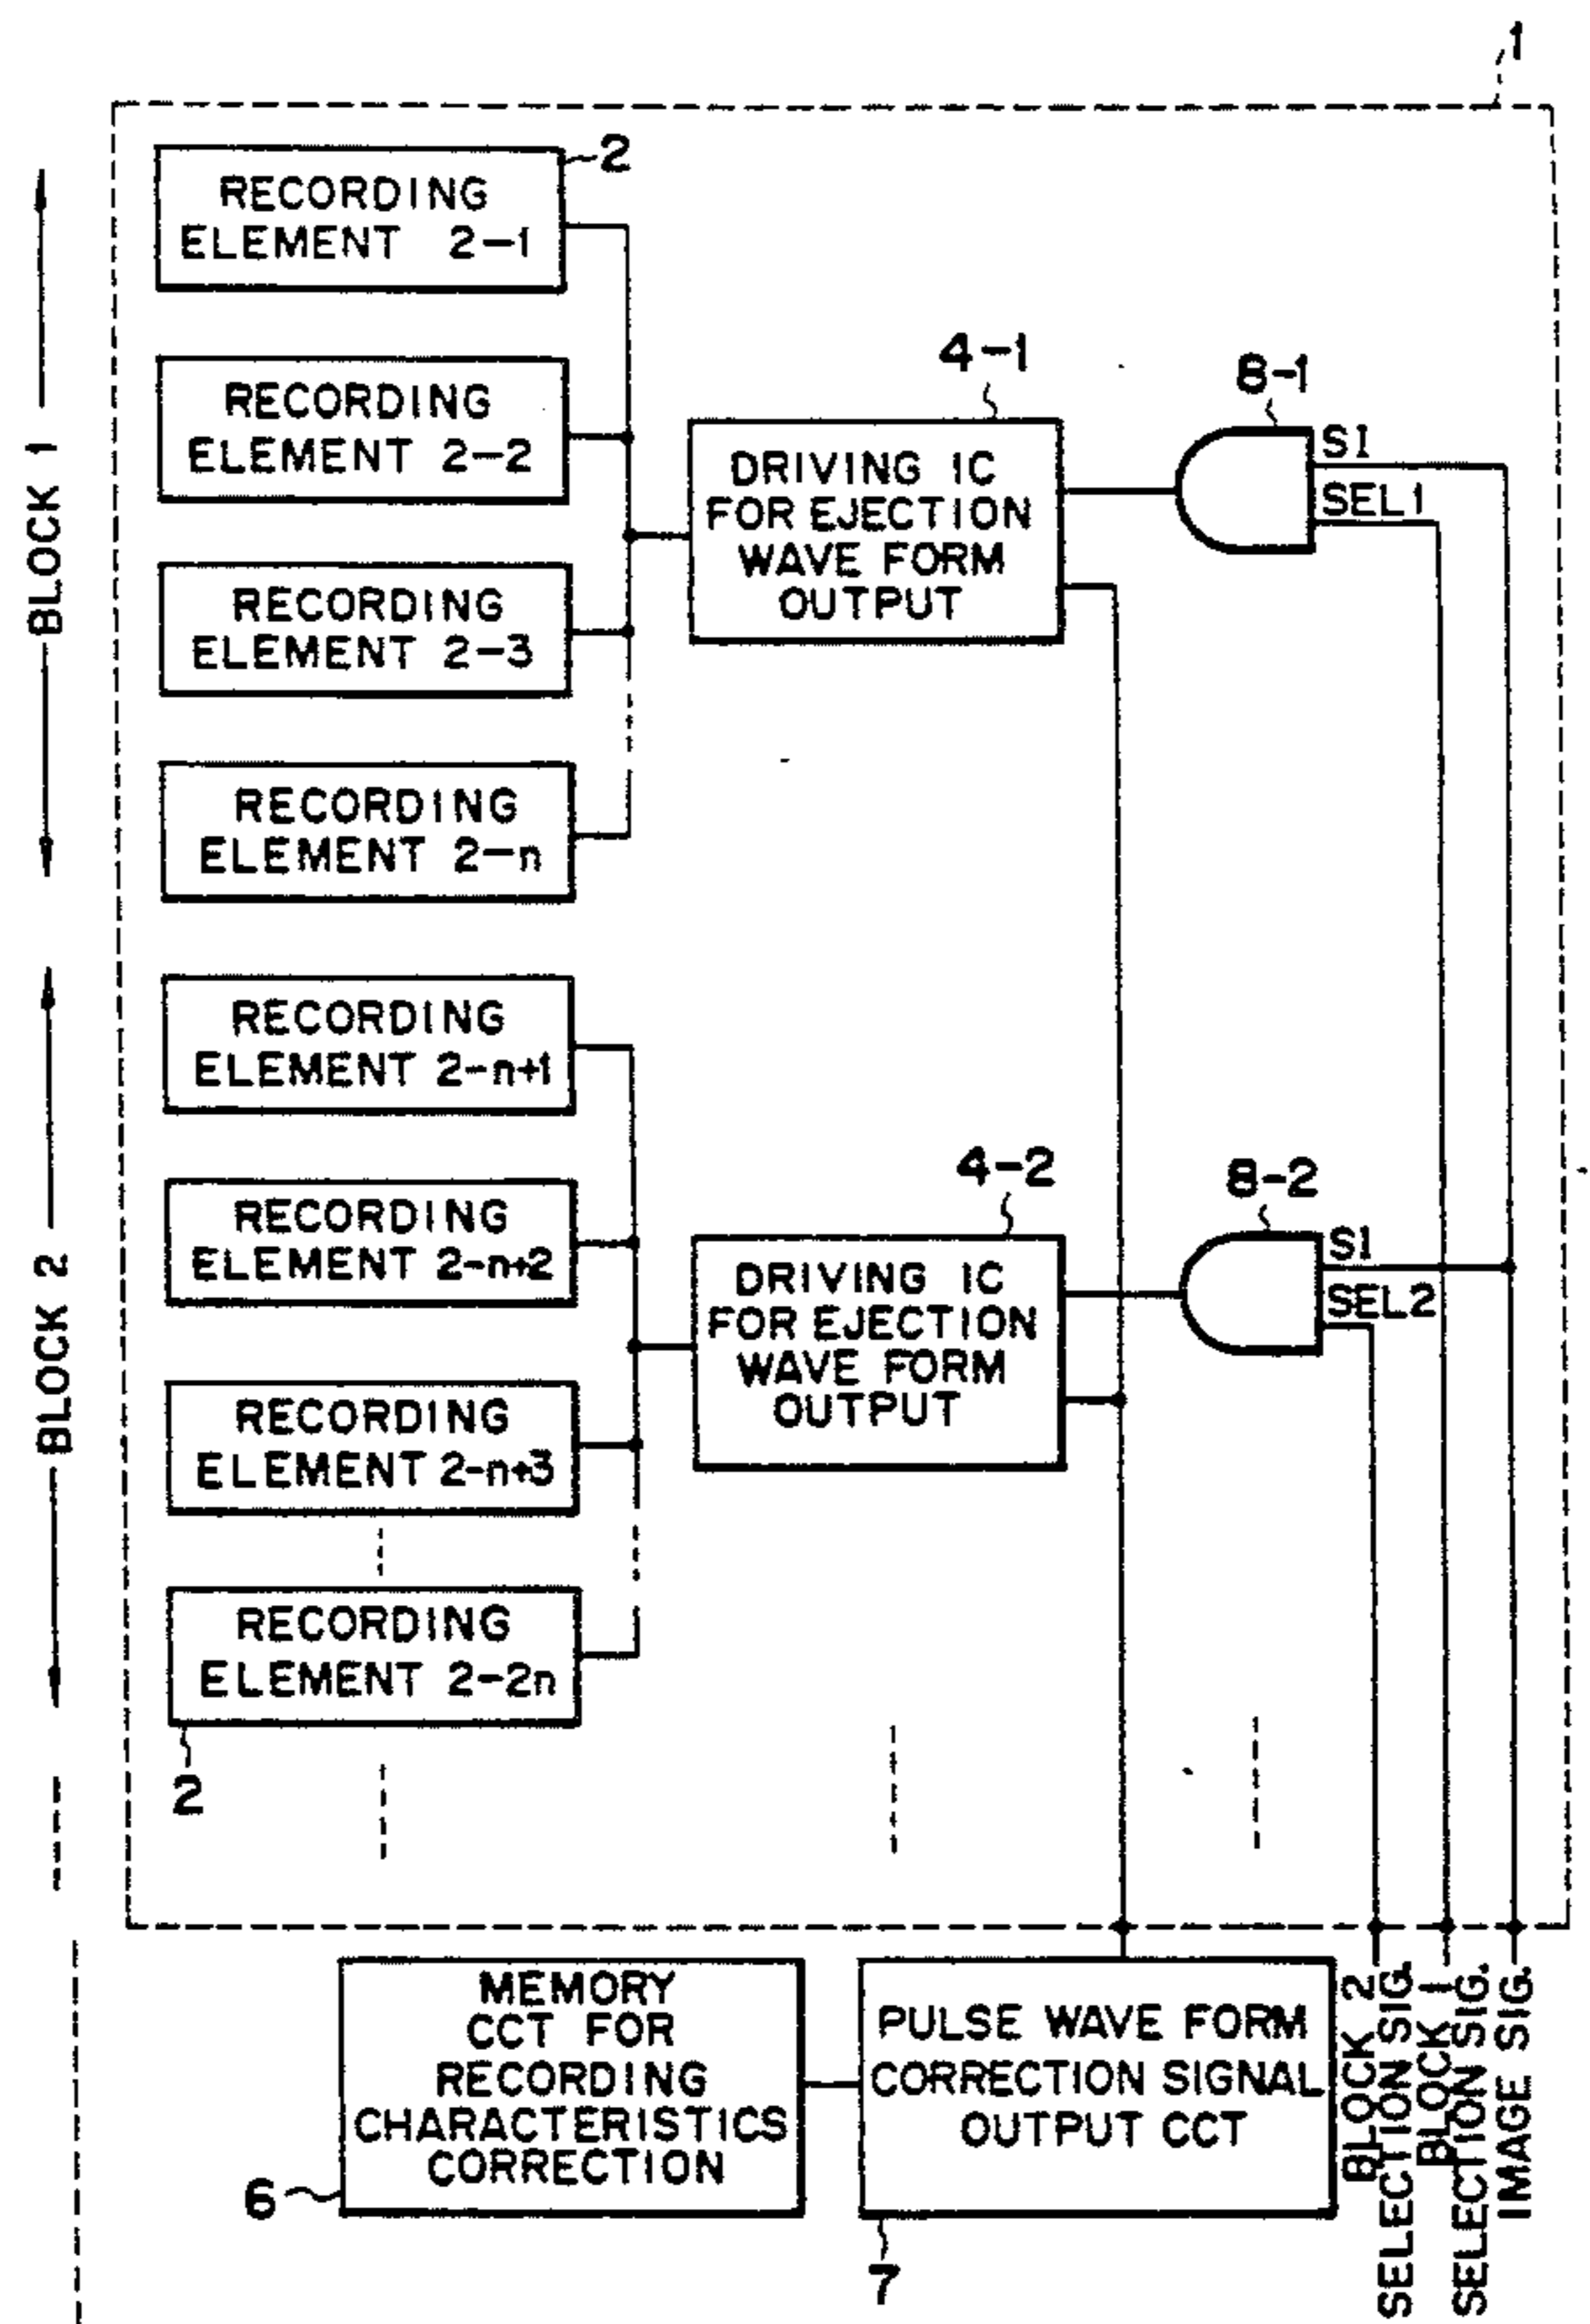 1
2
RECORDING
ELEMENT 2-1
RECORDING
ELEMENT 2-2
RECORDING
ELEMENT 2-3
RECORDING
ELEMENT 2-n
BLOCK 1
4-1
DRIVING IC
FOR EJECTION
WAVE FORM
OUTPUT
8-1
SI
SEL1
RECORDING
ELEMENT 2-n+1
RECORDING
ELEMENT 2-n+2
RECORDING
ELEMENT 2-n+3
RECORDING
ELEMENT 2-2n
2
BLOCK 2
4-2
DRIVING IC
FOR EJECTION
WAVE FORM
OUTPUT
8-2
SI
SEL2
MEMORY
CCT FOR
RECORDING
CHARACTERISTICS
CORRECTION
6
PULSE WAVE FORM
CORRECTION SIGNAL
OUTPUT CCT
7
BLOCK 2
SELECTION SIG.
BLOCK 1
SELECTION SIG.
IMAGE SIG.